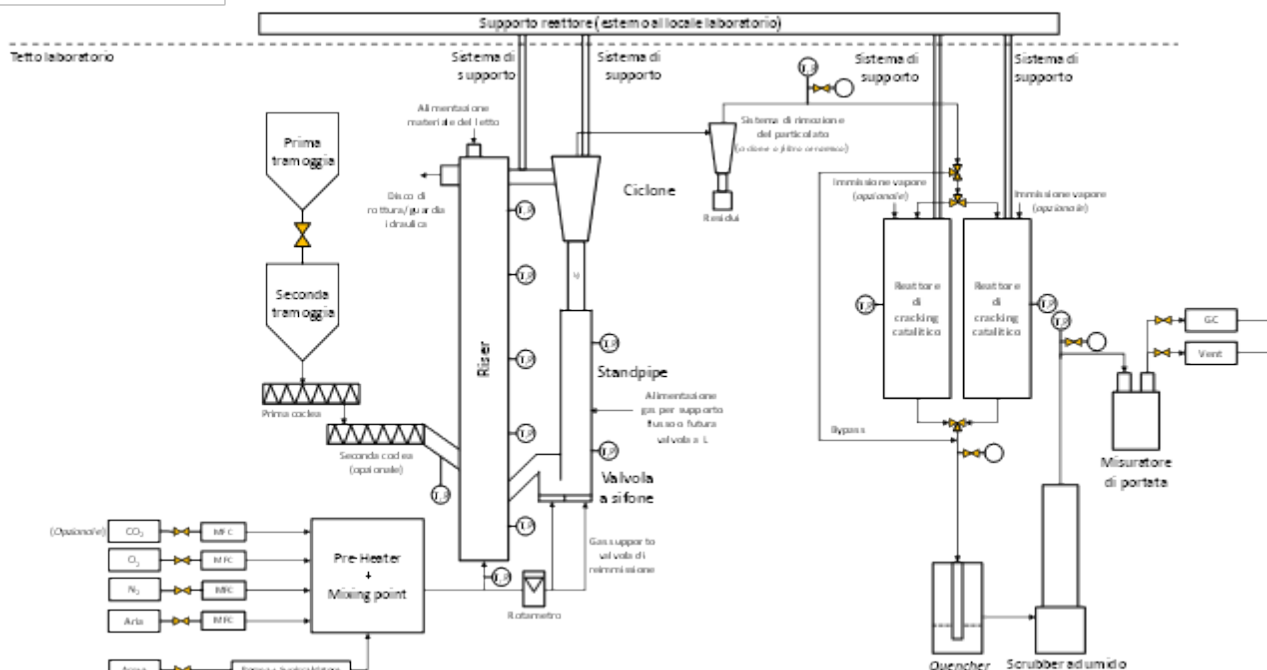 Supporto reattore (esterno al locale laboratorio)
Tetto laboratorio
Sistema di
supporto
Sistema di
supporto
Sistema di
supporto
Sistema di
supporto
Alimentazione
materiale del letto
Prima
tramoggia
Disco di
rottura/guardia
idraulica
Ciclone
Sistema di rimozione
del particolato
(ciclone o filtro ceramico)
Residui
T,P
Immissione vapore
(opzionale)
Immissione vapore
(opzionale)
Seconda
tramoggia
T,P
T,P
Riser
T,P
T,P
T,P
Standpipe
T,P
Alimentazione
gas per supporto
flusso o futura
valvola a L
T,P
Reattore
di
cracking
catalitico
Reattore
di
cracking
catalitico
T,P
T,P
T,P
GC
Vent
Prima coclea
Seconda coclea
(opzionale)
T,P
Valvola
a sifone
Bypass
Misuratore
di portata
(Opzionale)
CO2
MFC
O2
MFC
N2
MFC
Aria
MFC
Pre-Heater
+
Mixing point
T,P
T,P
Rotametro
Gas supporto
valvola di
reimmissione
Quencher
Scrubber ad umido